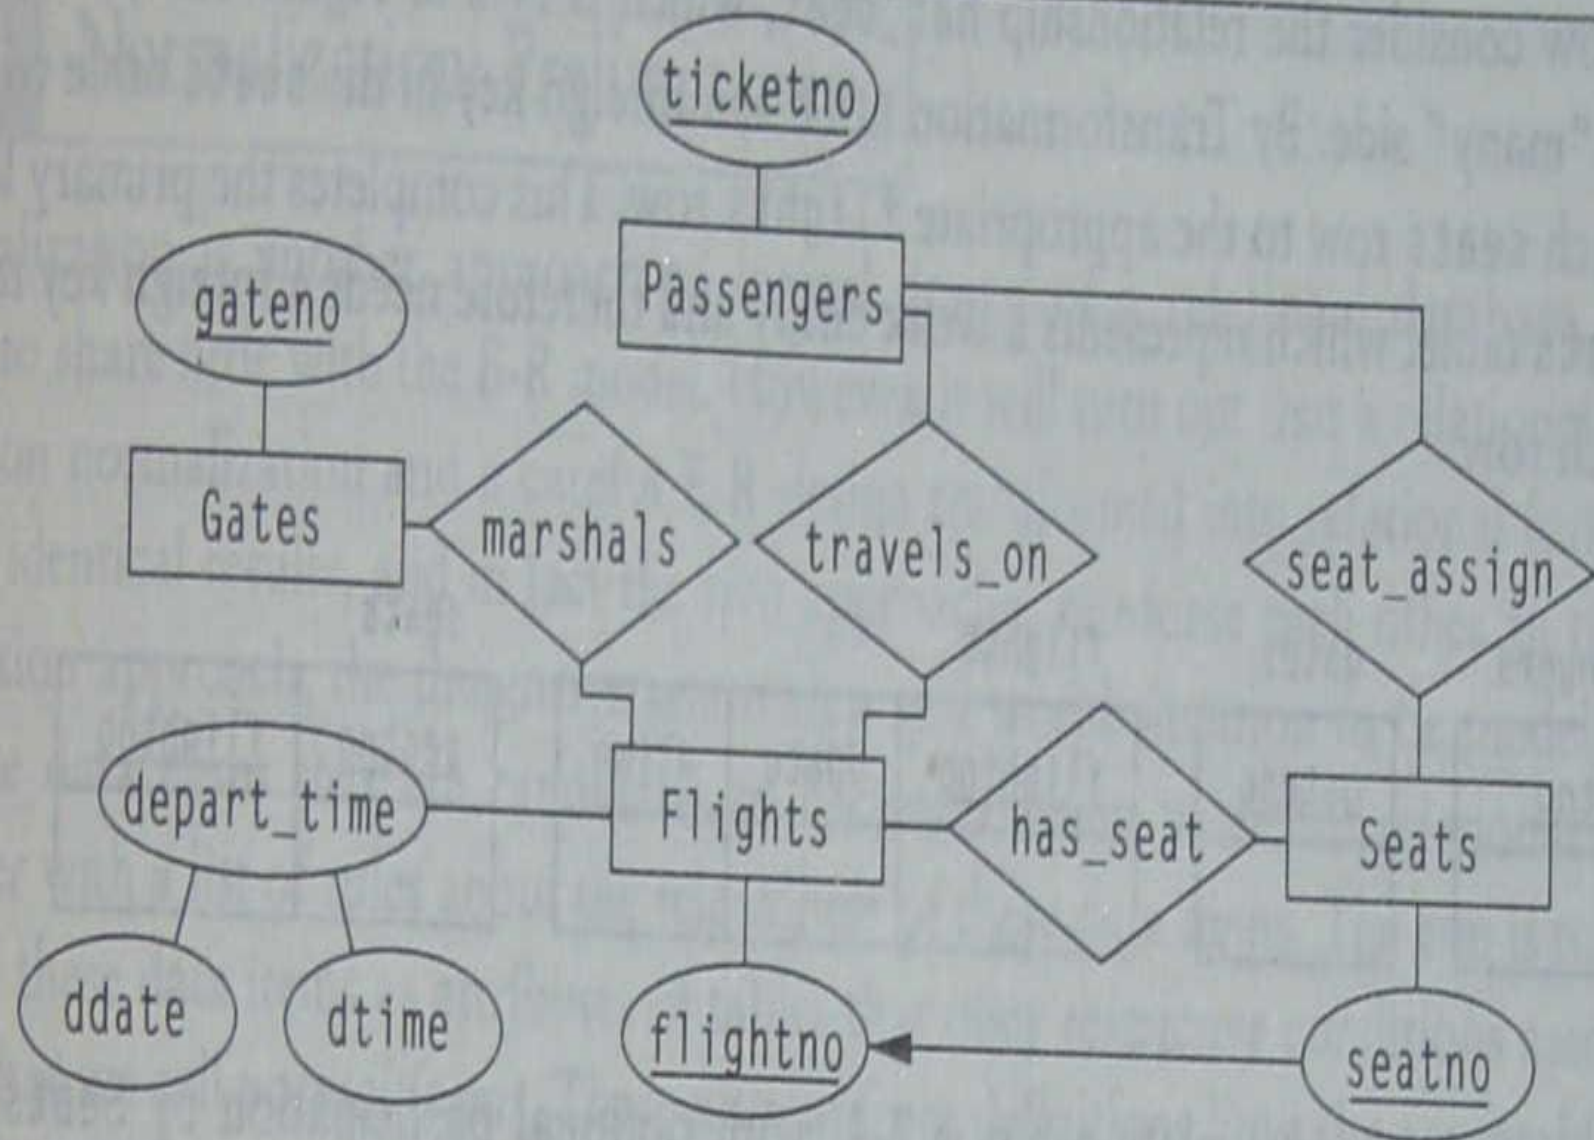 ticketno
Passengers
gateno
Gates
marshals
travels_on
seat_assign
depart_time
Flights
has_seat
Seats
ddate
dtime
flightno
seatno